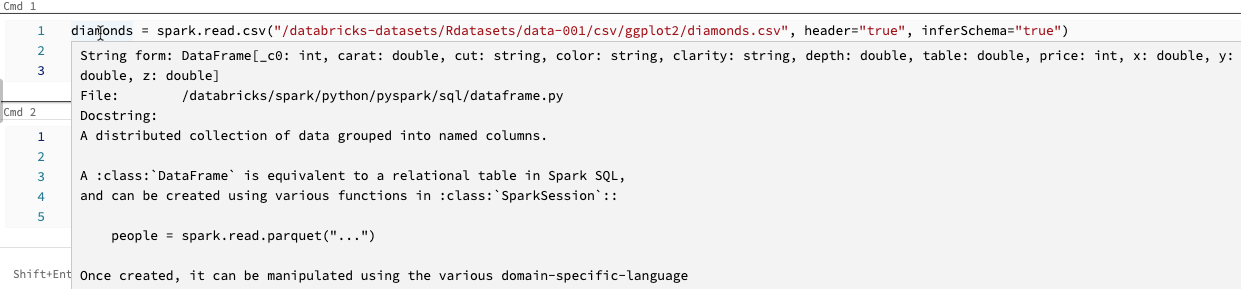 Cmd 1
1 diamonds = spark.read.csv("/databricks-datasets/Rdatasets/data-001/csv/ggplot2/diamonds.csv", header="true", inferSchema="true")
2 String form: DataFrame[_c0: int, carat: double, cut: string, color: string, clarity: string, depth: double, table: double, price: int, x: double, y:
3 double, z: double]
File: /databricks/spark/python/pyspark/sql/dataframe.py
Cmd 2
Docstring:
1 A distributed collection of data grouped into named columns.
2
3 A :class:`DataFrame` is equivalent to a relational table in Spark SQL,
4 and can be created using various functions in :class:`SparkSession`::
5
people = spark.read.parquet("...")
Shift+Ent
Once created, it can be manipulated using the various domain-specific-language